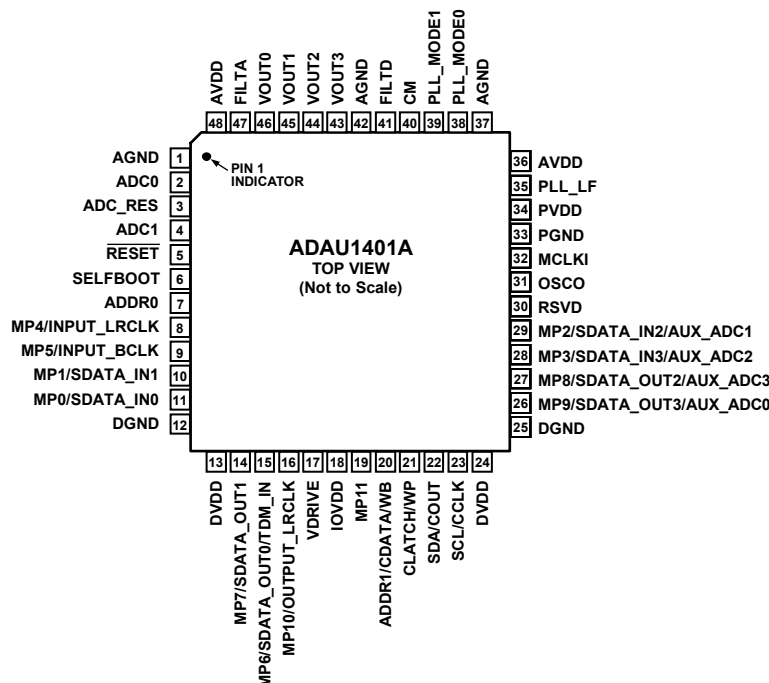 AVDD
FILTA
VOUT0
VOUT1
VOUT2
VOUT3
AGND
FILTD
CM
PLL_MODE1
PLL_MODE0
AGND
48
47
46
45
44
43
42
41
40
39
38
37
AGND 1
ADC0 2
ADC_RES 3
ADC1 4
RESET 5
SELFBOOT 6
ADDR0 7
MP4/INPUT_LRCLK 8
MP5/INPUT_BCLK 9
MP1/SDATA_IN1 10
MP0/SDATA_IN0 11
DGND 12
PIN 1
INDICATOR
ADAU1401A
TOP VIEW
(Not to Scale)
36 AVDD
35 PLL_LF
34 PVDD
33 PGND
32 MCLKI
31 OSCO
30 RSVD
29 MP2/SDATA_IN2/AUX_ADC1
28 MP3/SDATA_IN3/AUX_ADC2
27 MP8/SDATA_OUT2/AUX_ADC3
26 MP9/SDATA_OUT3/AUX_ADC0
25 DGND
13
14
15
16
17
18
19
20
21
22
23
24
DVDD
MP7/SDATA_OUT1
MP6/SDATA_OUT0/TDM_IN
MP10/OUTPUT_LRCLK
VDRIVE
IOVDD
MP11
ADDR1/CDATA/WB
CLATCH/WP
SDA/COUT
SCL/CCLK
DVDD